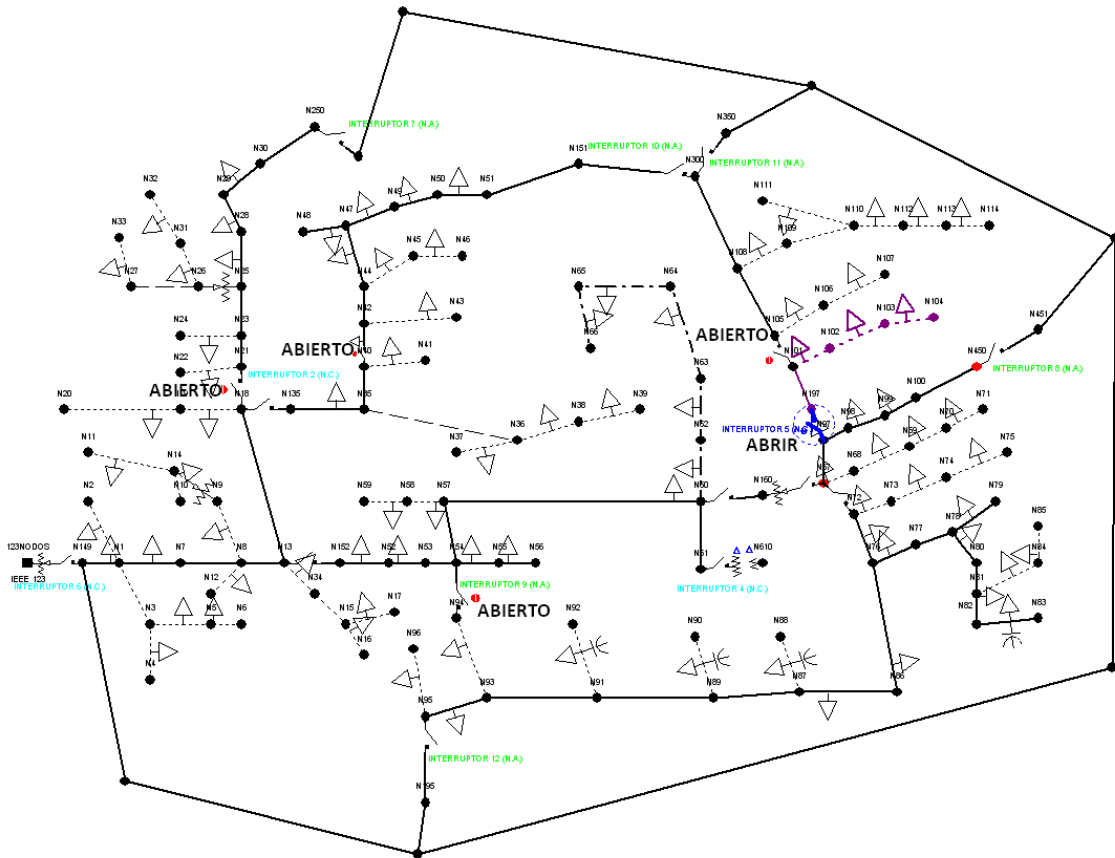 N250
INTERRUPTOR 7 (N.A.)
N350
INTERRUPTOR 10 (N.A.)
N151
N30
N300
INTERRUPTOR 11 (N.A.)
N29
N32
N50
N51
N111
N49
N33
N28
N48
N47
N110
N112
N113
N114
N31
N109
N45
N46
N108
N27
N26
N25
N44
N65
N64
N107
N43
N42
N106
N103
N104
N24
N23
N105
N451
ABIERTO
ABIERTO
N66
N102
N22
N21
N40
N41
N101
N450
INTERRUPTOR 2 (N.C.)
N63
INTERRUPTOR 8 (N.A.)
ABIERTO
N100
N20
N18
N135
N35
N39
N197
N99
N71
N38
N98
N70
N11
N37
N36
N62
INTERRUPTOR 5 (N.C.)
N97
ABRIR
N69
N75
N14
N68
N74
N2
N10
N9
N59
N58
N57
N60
N160
N67
N73
N79
N72
N78
N85
N77
123NODOS
N149
N1
N7
N8
N13
N152
N52
N53
N54
N55
N56
N61
N610
N76
N80
N84
IEEE 123
INTERRUPTOR 6 (N.C.)
N12
N34
INTERRUPTOR 9 (N.A.)
INTERRUPTOR 4 (N.C.)
N81
ABIERTO
N3
N5
N6
N15
N17
N94
N92
N82
N83
N96
N90
N88
N16
N4
N93
N91
N89
N87
N86
N95
INTERRUPTOR 12 (N.A.)
N195